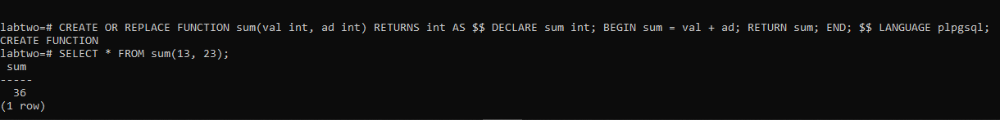 labtwo=# CREATE OR REPLACE FUNCTION sum(val int, ad int) RETURNS int AS $$ DECLARE sum int; BEGIN sum = val + ad; RETURN sum; END; $$ LANGUAGE plpgsql;
CREATE FUNCTION
labtwo=# SELECT * FROM sum(13, 23);
 sum
-----
  36
(1 row)